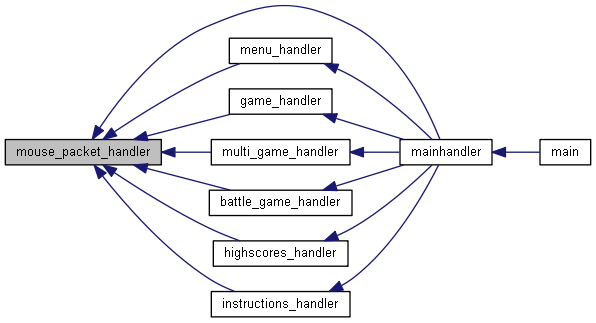 menu_handler
game_handler
mouse_packet_handler
multi_game_handler
mainhandler
main
battle_game_handler
highscores_handler
instructions_handler